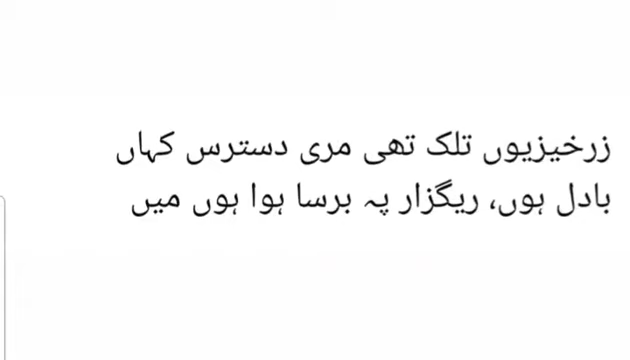 زرخیزیوں تلک تھی مری دسترس کہاں
بادل ہوں، ریگزار پہ برسا ہوا ہوں میں